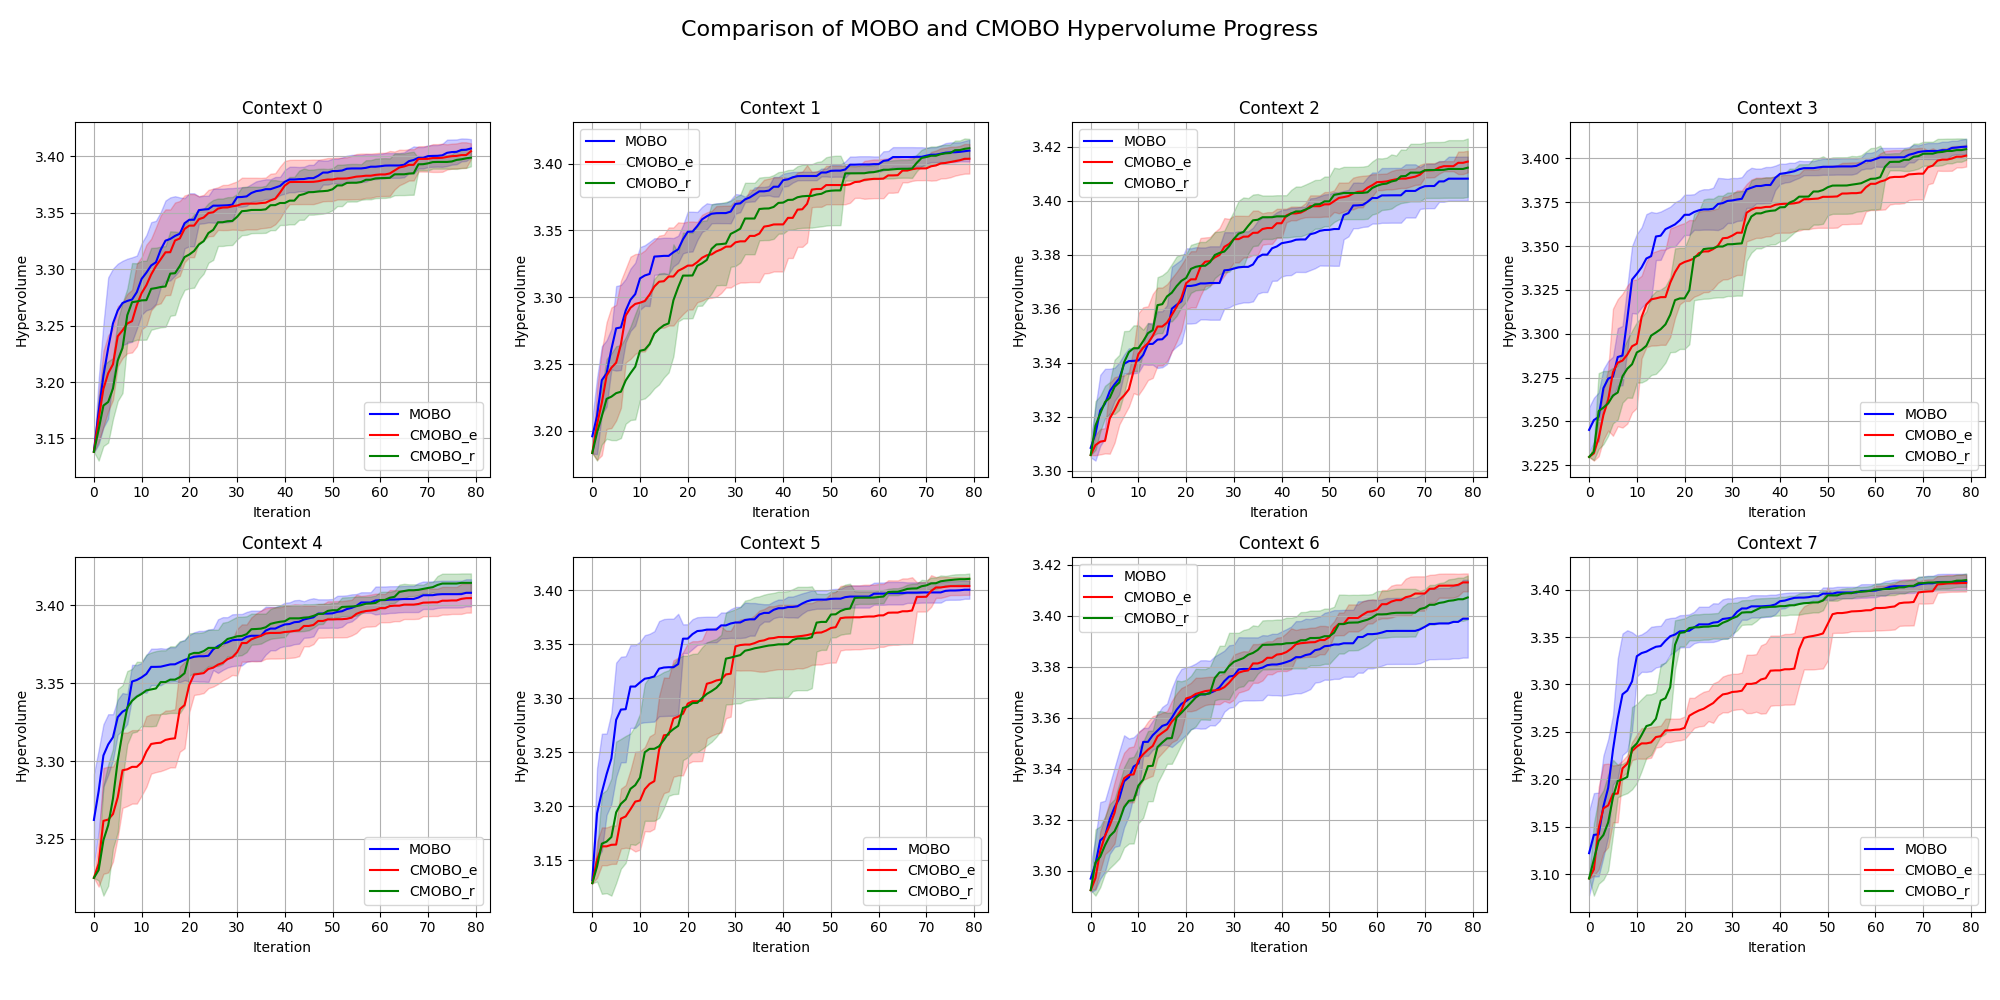 Comparison of MOBO and CMOBO Hypervolume Progress
Context 0
Hypervolume
3.40
3.35
3.30
3.25
3.20
3.15
0 10 20 30 40 50 60 70 80
Iteration
MOBO
CMOBO_e
CMOBO_r
Context 1
Hypervolume
3.40
3.35
3.30
3.25
3.20
0 10 20 30 40 50 60 70 80
Iteration
MOBO
CMOBO_e
CMOBO_r
Context 2
Hypervolume
3.42
3.40
3.38
3.36
3.34
3.32
3.30
0 10 20 30 40 50 60 70 80
Iteration
MOBO
CMOBO_e
CMOBO_r
Context 3
Hypervolume
3.400
3.375
3.350
3.325
3.300
3.275
3.250
3.225
0 10 20 30 40 50 60 70 80
Iteration
MOBO
CMOBO_e
CMOBO_r
Context 4
Hypervolume
3.40
3.35
3.30
3.25
0 10 20 30 40 50 60 70 80
Iteration
MOBO
CMOBO_e
CMOBO_r
Context 5
Hypervolume
3.40
3.35
3.30
3.25
3.20
3.15
0 10 20 30 40 50 60 70 80
Iteration
MOBO
CMOBO_e
CMOBO_r
Context 6
Hypervolume
3.42
3.40
3.38
3.36
3.34
3.32
3.30
0 10 20 30 40 50 60 70 80
Iteration
MOBO
CMOBO_e
CMOBO_r
Context 7
Hypervolume
3.40
3.35
3.30
3.25
3.20
3.15
3.10
0 10 20 30 40 50 60 70 80
Iteration
MOBO
CMOBO_e
CMOBO_r